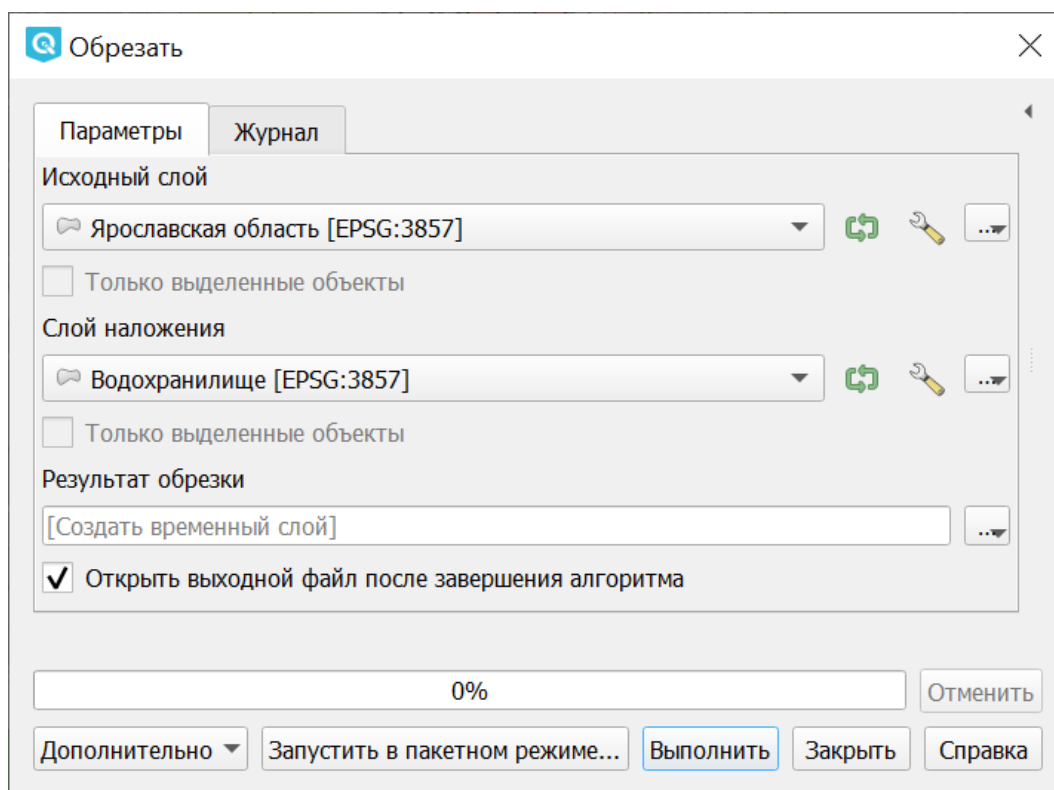 Обрезать
Параметры
Журнал
Исходный слой
Ярославская область [EPSG:3857]
...
Только выделенные объекты
Слой наложения
Водохранилище [EPSG:3857]
...
Только выделенные объекты
Результат обрезки
[Создать временный слой]
...
Открыть выходной файл после завершения алгоритма
0%
Отменить
Дополнительно
Запустить в пакетном режиме...
Выполнить
Закрыть
Справка